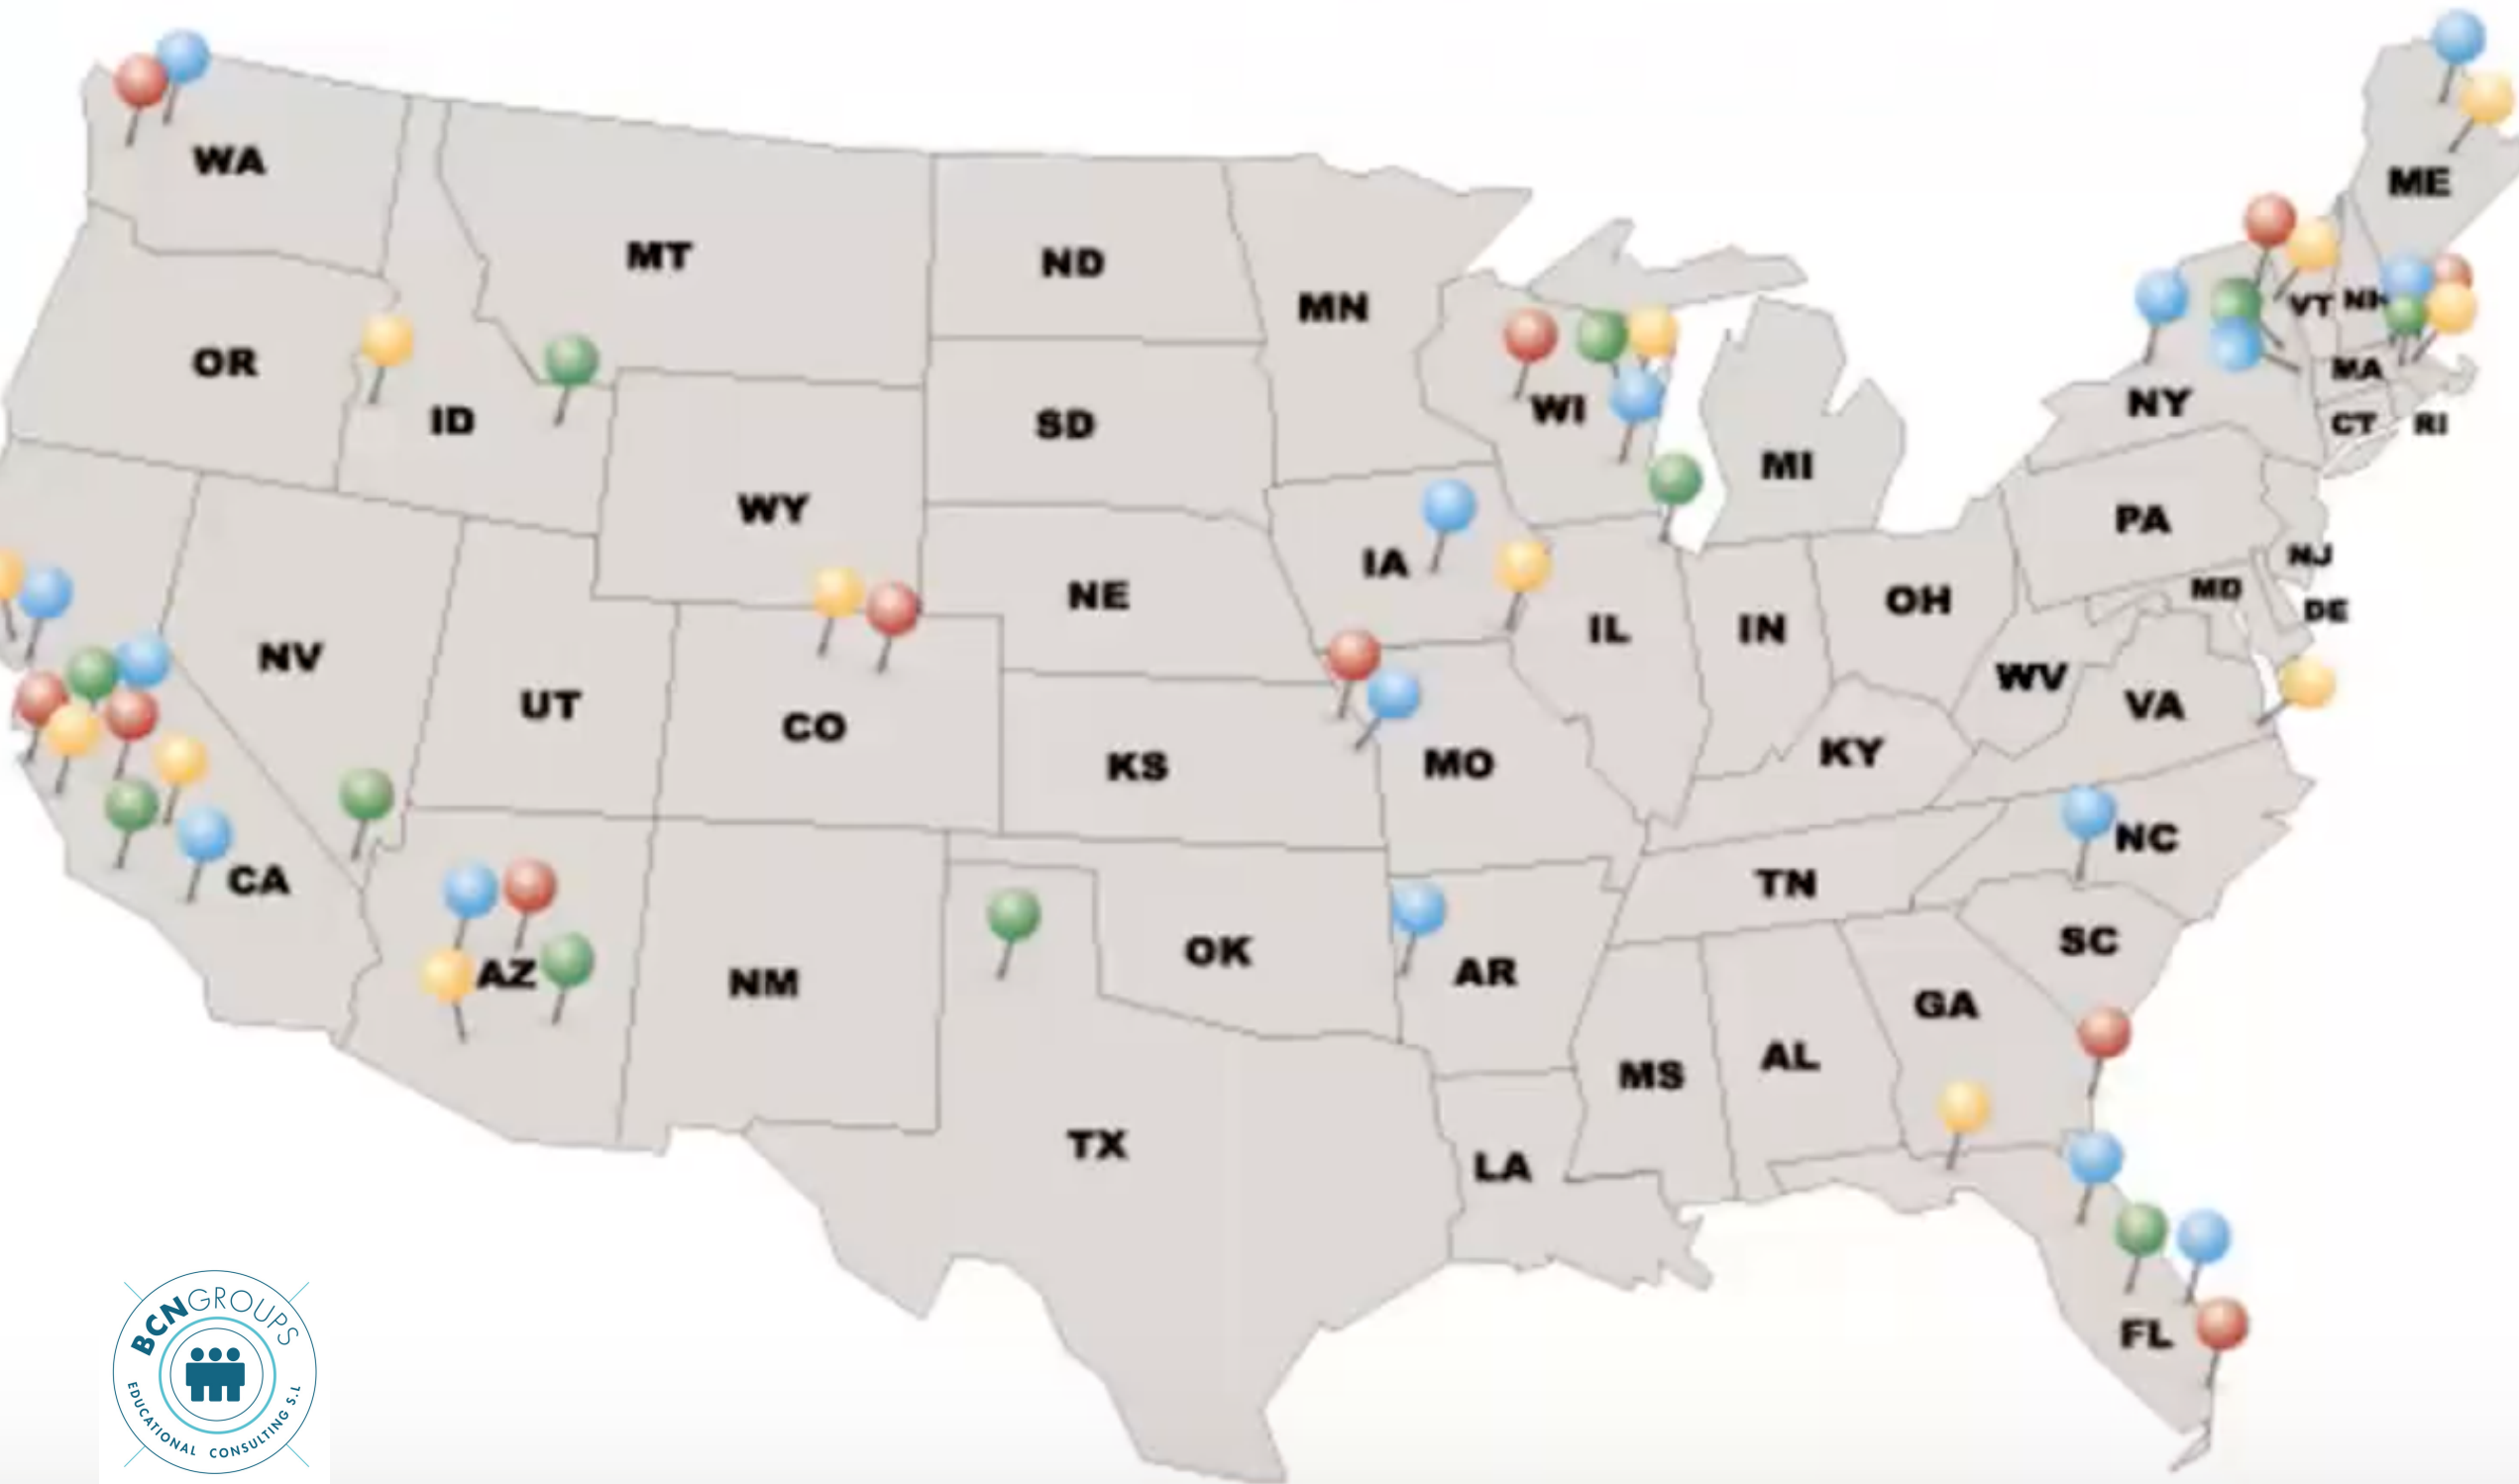 WA
ME
MT
ND
MN
VT
NH
OR
MA
NY
WI
ID
SD
CT
RI
MI
WY
PA
IA
NJ
NE
MD
OH
DE
IL
IN
NV
WV
UT
VA
CO
KY
KS
MO
NC
CA
TN
SC
OK
AZ
AR
NM
GA
AL
MS
TX
LA
FL
BCNGROUPS
EDUCATIONAL CONSULTING S.L